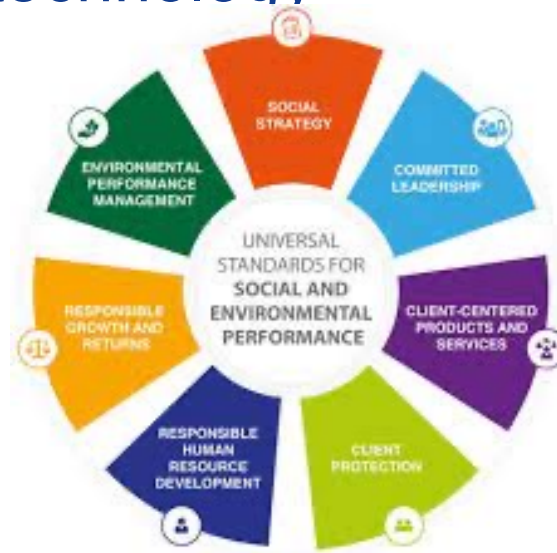 SOCIAL
STRATEGY
COMMITTED
LEADERSHIP
CLIENT-CENTERED
PRODUCTS AND
SERVICES
CLIENT
PROTECTION
RESPONSIBLE
HUMAN
RESOURCE
DEVELOPMENT
RESPONSIBLE
GROWTH AND
RETURNS
ENVIRONMENTAL
PERFORMANCE
MANAGEMENT
UNIVERSAL
STANDARDS FOR
SOCIAL AND
ENVIRONMENTAL
PERFORMANCE